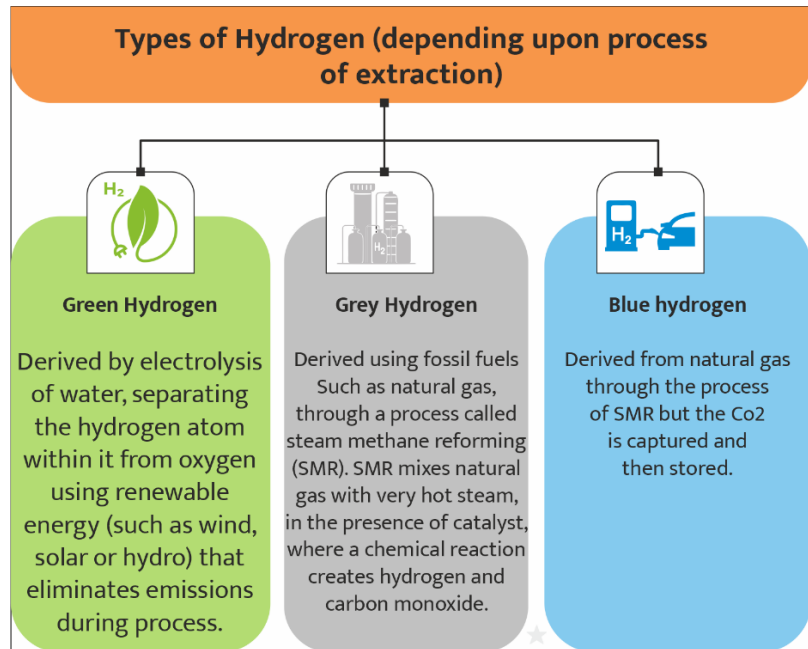 Types of Hydrogen (depending upon process
of extraction)
H₂
Green Hydrogen
Derived by electrolysis
of water, separating
the hydrogen atom
within it from oxygen
using renewable
energy (such as wind,
solar or hydro) that
eliminates emissions
during process.
H₂
Grey Hydrogen
Derived using fossil fuels
Such as natural gas,
through a process called
steam methane reforming
(SMR). SMR mixes natural
gas with very hot steam,
in the presence of catalyst,
where a chemical reaction
creates hydrogen and
carbon monoxide.
H₂
Blue hydrogen
Derived from natural gas
through the process
of SMR but the Co2
is captured and
then stored.